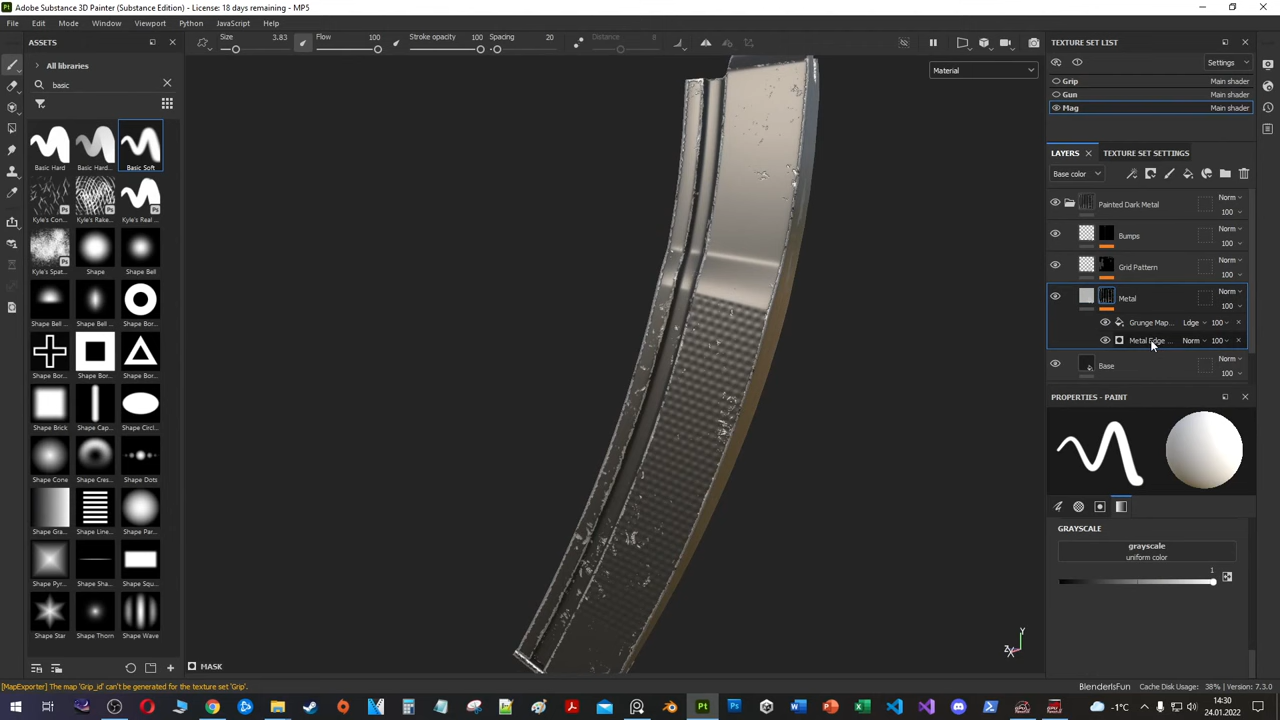 Adobe Substance 3D Painter (Substance Edition) - License: 18 days remaining - MP5
File Edit Mode Window Viewport Python JavaScript Help
Size 3.83 Flow 100 Stroke opacity 100 Spacing 20 Distance 8
ASSETS
All libraries
basic
Basic Hard Basic Hard... Basic Soft
Kyle's Con... Kyle's Rake... Kyle's Real ...
Kyle's Spat... Shape Shape Bell
Shape Bell ... Shape Bell ... Shape Bor...
Shape Bor... Shape Bor... Shape Bor...
Shape Brick Shape Cap... Shape Circl...
Shape Cone Shape Cres... Shape Dots
Shape Gra... Shape Line... Shape Par...
Shape Pyr... Shape Sha... Shape Squ...
Shape Star Shape Thorn Shape Wave
Material
Y
Z X
MASK
TEXTURE SET LIST
Settings
Grip Main shader
Gun Main shader
Mag Main shader
LAYERS TEXTURE SET SETTINGS
Base color
Painted Dark Metal Norm 100
Bumps Norm 100
Grid Pattern Norm 100
Metal Norm 100
Grunge Map... Ldge 100
Metal Edge ... Norm 100
Base Norm 100
PROPERTIES - PAINT
GRAYSCALE
grayscale
uniform color
1
[MapExporter] The map 'Grip_id' can't be generated for the texture set 'Grip'.
BlenderIsFun Cache Disk Usage: 38% | Version: 7.3.0
-1°C
14:30
24.01.2022